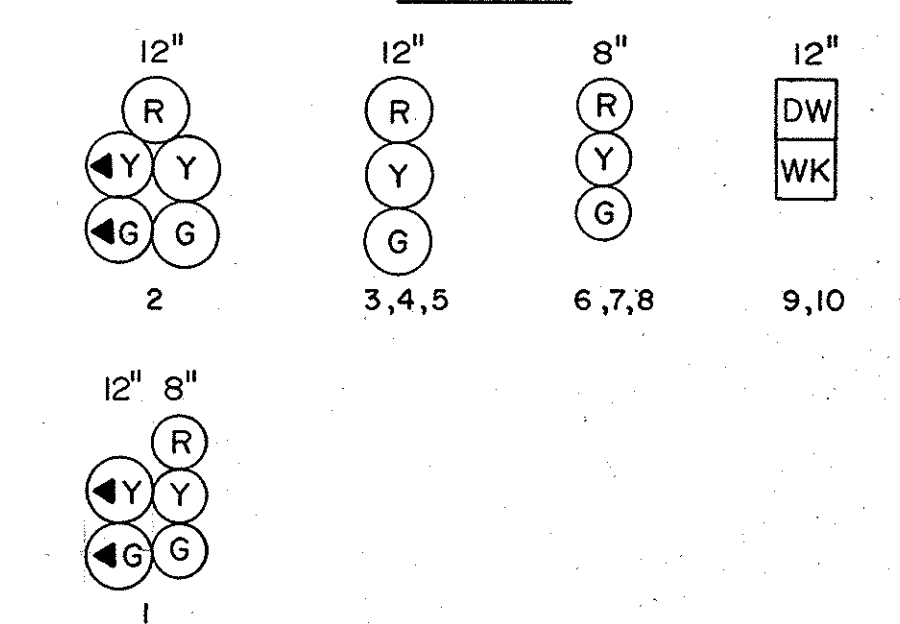 12" 12" 8" 12"
R R R DW
◄Y Y Y Y WK
◄G G G G
2 3,4,5 6,7,8 9,10
12" 8"
R
◄Y Y
◄G G
1